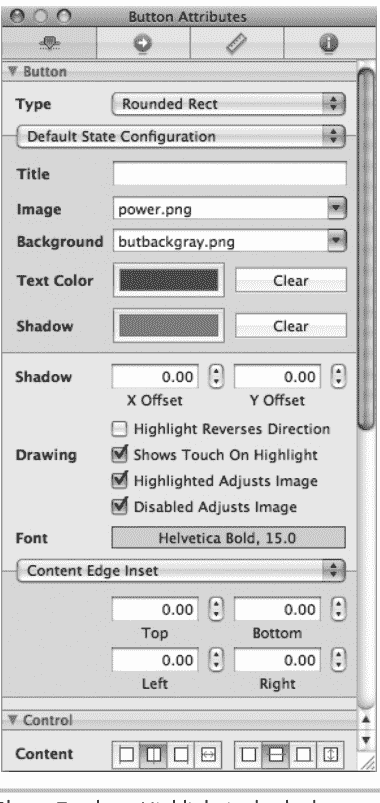 Button Attributes
Button
Type Rounded Rect
Default State Configuration
Title
Image power.png
Background butbackgray.png
Text Color Clear
Shadow Clear
Shadow 0.00 0.00
X Offset Y Offset
Highlight Reverses Direction
Drawing Shows Touch On Highlight
Highlighted Adjusts Image
Disabled Adjusts Image
Font Helvetica Bold, 15.0
Content Edge Inset
0.00 0.00
Top Bottom
0.00 0.00
Left Right
Control
Content